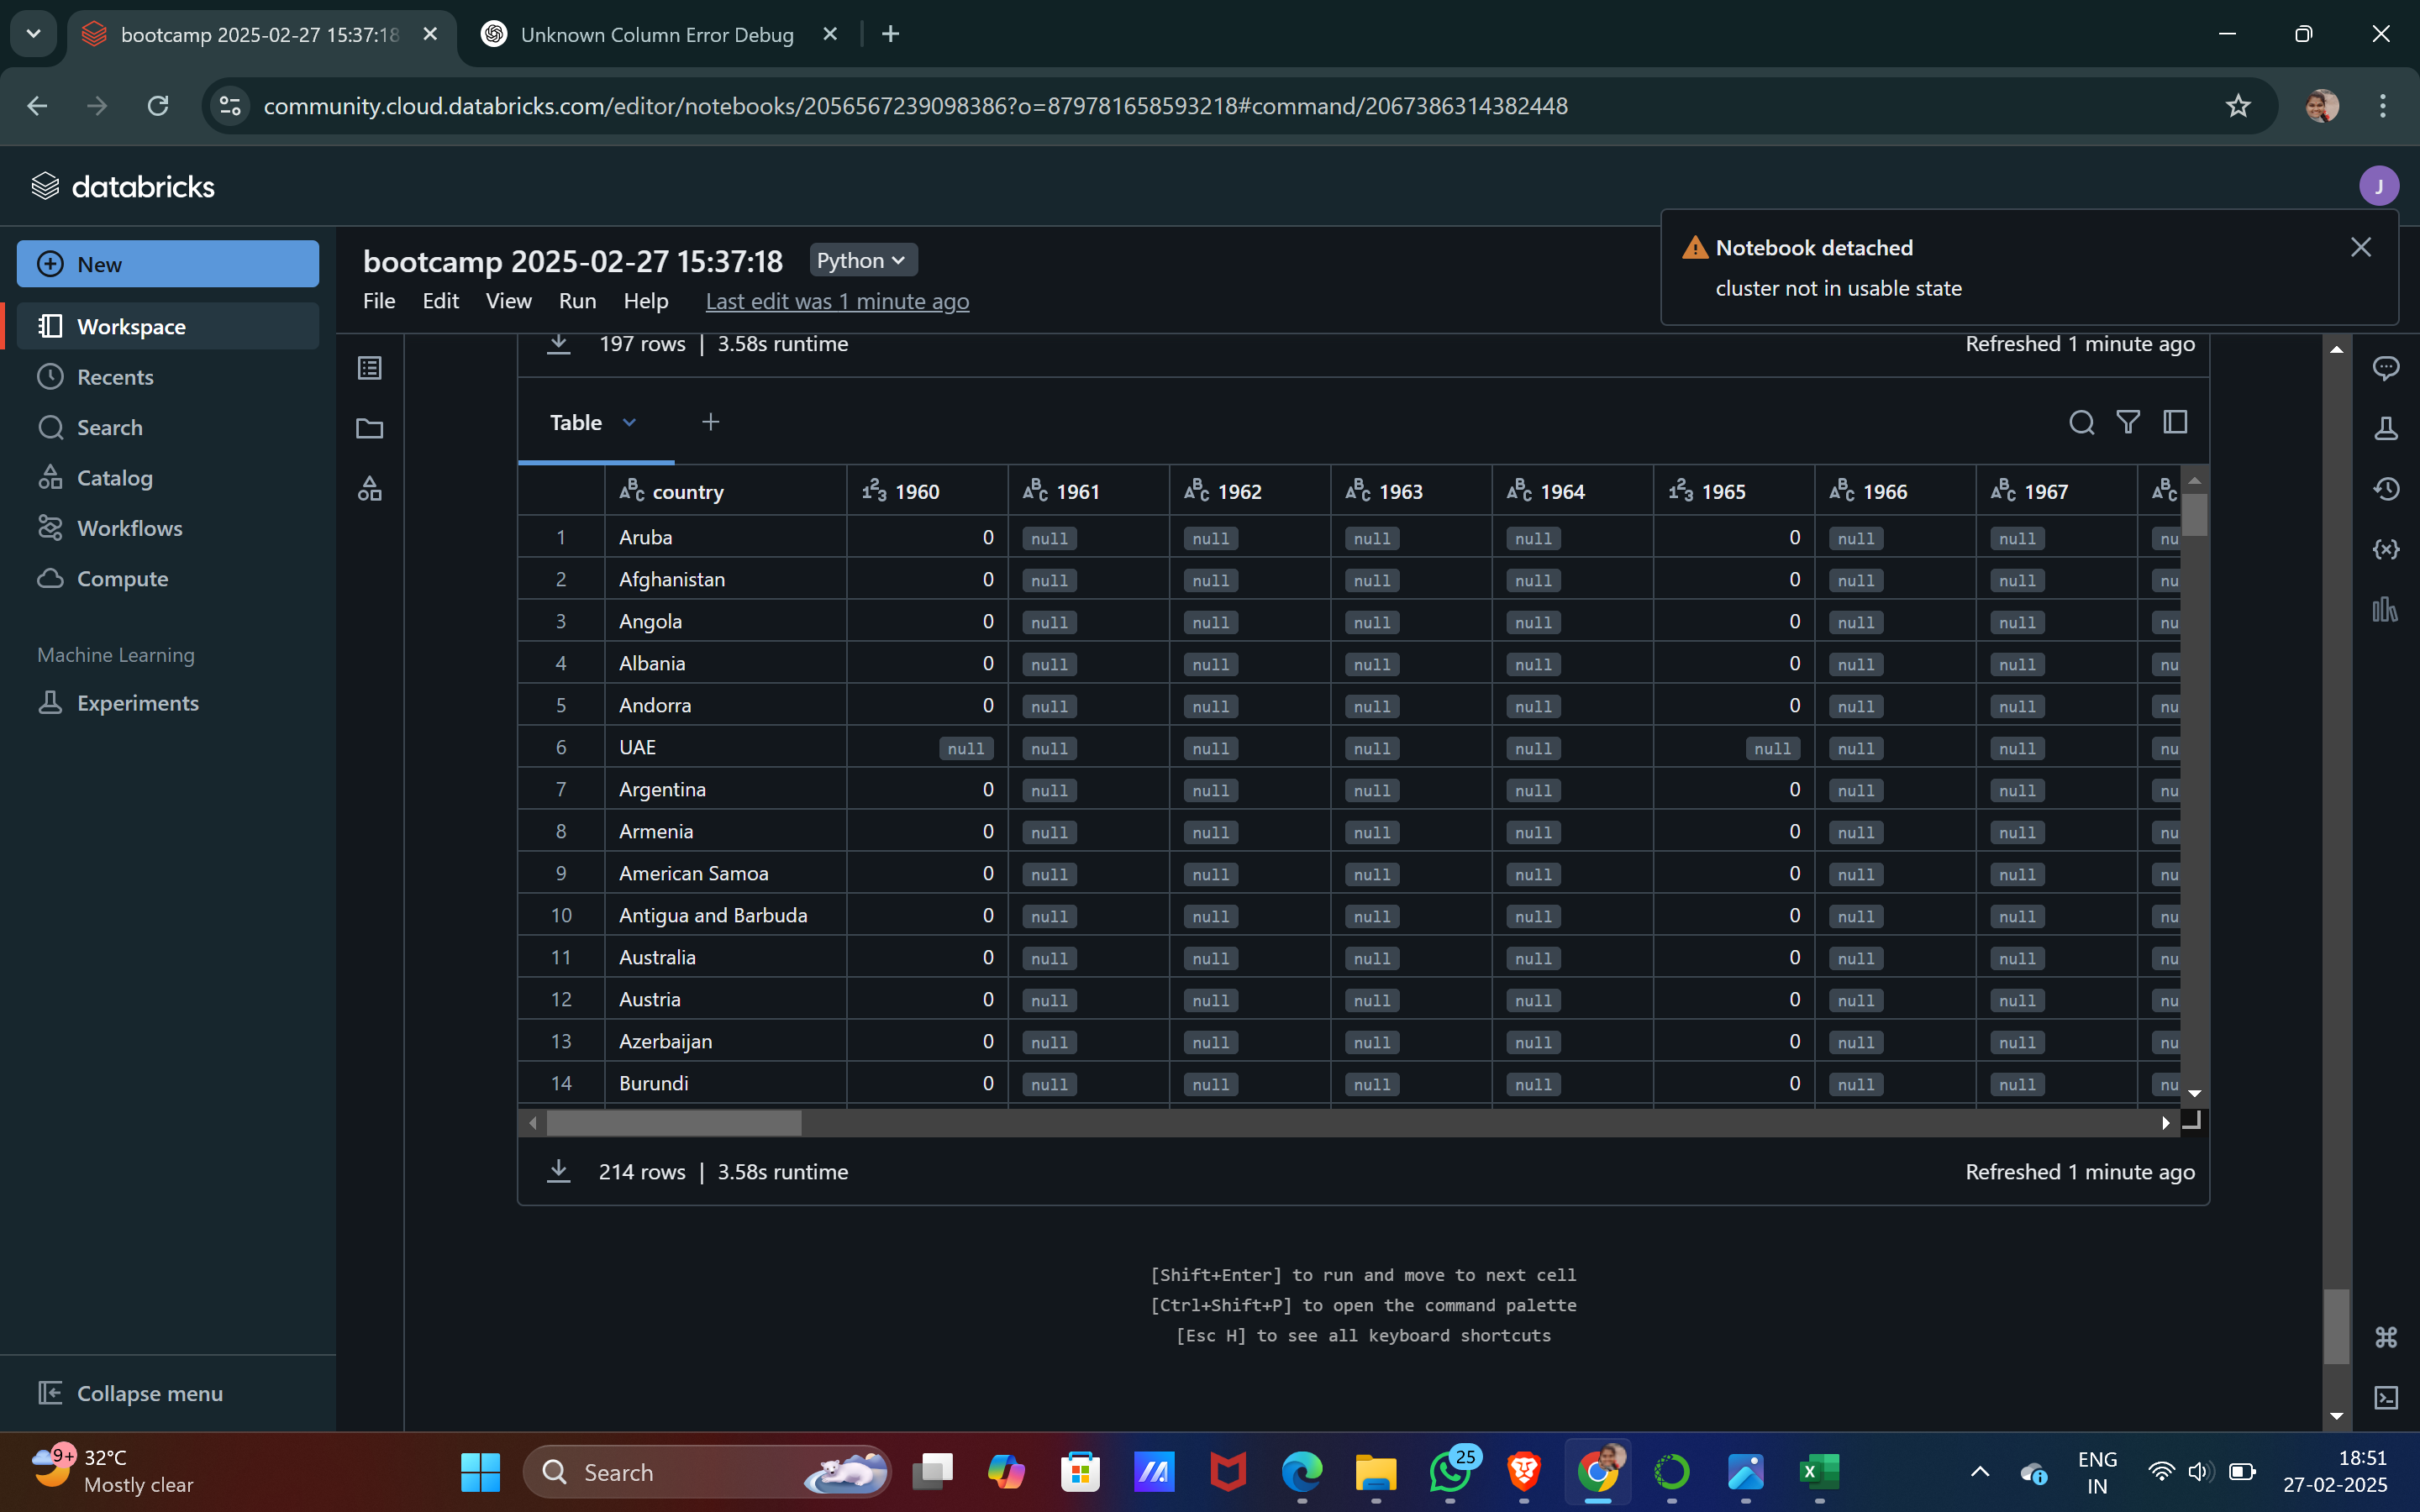 bootcamp 2025-02-27 15:37:18
Unknown Column Error Debug
community.cloud.databricks.com/editor/notebooks/2056567239098386?o=879781658593218#command/2067386314382448
databricks
J
New
Workspace
Recents
Search
Catalog
Workflows
Compute
Machine Learning
Experiments
Collapse menu
bootcamp 2025-02-27 15:37:18 Python
File Edit View Run Help Last edit was 1 minute ago
Notebook detached
cluster not in usable state
197 rows | 3.58s runtime Refreshed 1 minute ago
Table
country 1960 1961 1962 1963 1964 1965 1966 1967
1 Aruba 0 null null null null 0 null null nu
2 Afghanistan 0 null null null null 0 null null nu
3 Angola 0 null null null null 0 null null nu
4 Albania 0 null null null null 0 null null nu
5 Andorra 0 null null null null 0 null null nu
6 UAE null null null null null null null null nu
7 Argentina 0 null null null null 0 null null nu
8 Armenia 0 null null null null 0 null null nu
9 American Samoa 0 null null null null 0 null null nu
10 Antigua and Barbuda 0 null null null null 0 null null nu
11 Australia 0 null null null null 0 null null nu
12 Austria 0 null null null null 0 null null nu
13 Azerbaijan 0 null null null null 0 null null nu
14 Burundi 0 null null null null 0 null null nu
214 rows | 3.58s runtime Refreshed 1 minute ago
[Shift+Enter] to run and move to next cell
[Ctrl+Shift+P] to open the command palette
[Esc H] to see all keyboard shortcuts
9+ 32°C
Mostly clear
Search
25
ENG
IN
18:51
27-02-2025